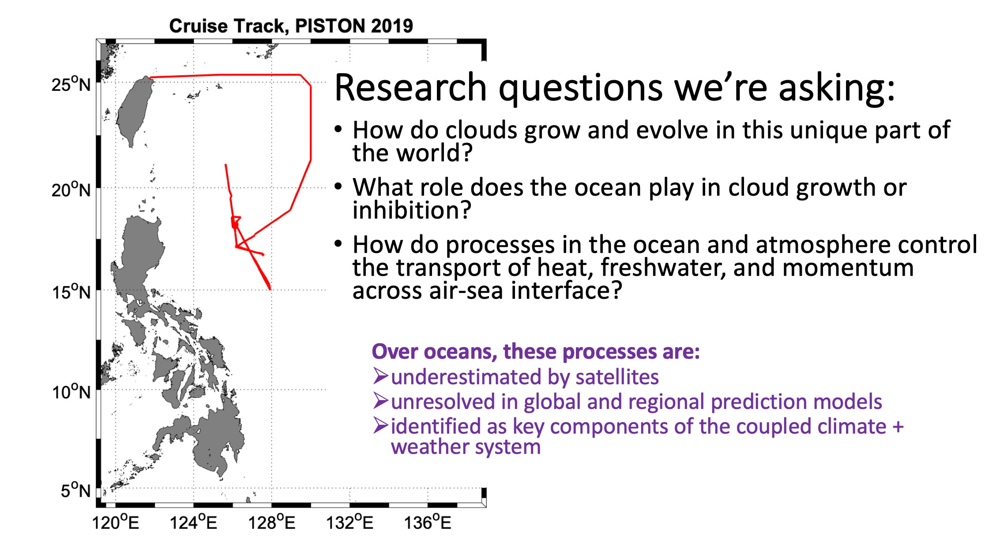 Cruise Track, PISTON 2019
25°N
20°N
15°N
10°N
5°N
120°E 124°E 128°E 132°E 136°E
Research questions we’re asking:
• How do clouds grow and evolve in this unique part of
the world?
• What role does the ocean play in cloud growth or
inhibition?
• How do processes in the ocean and atmosphere control
the transport of heat, freshwater, and momentum
across air-sea interface?
Over oceans, these processes are:
➢underestimated by satellites
➢unresolved in global and regional prediction models
➢identified as key components of the coupled climate +
weather system